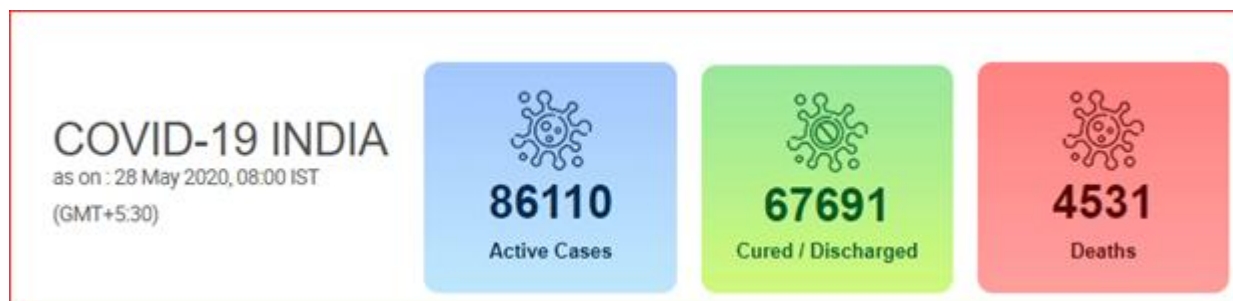 COVID-19 INDIA
as on : 28 May 2020, 08:00 IST
(GMT+5:30)
86110
Active Cases
67691
Cured / Discharged
4531
Deaths